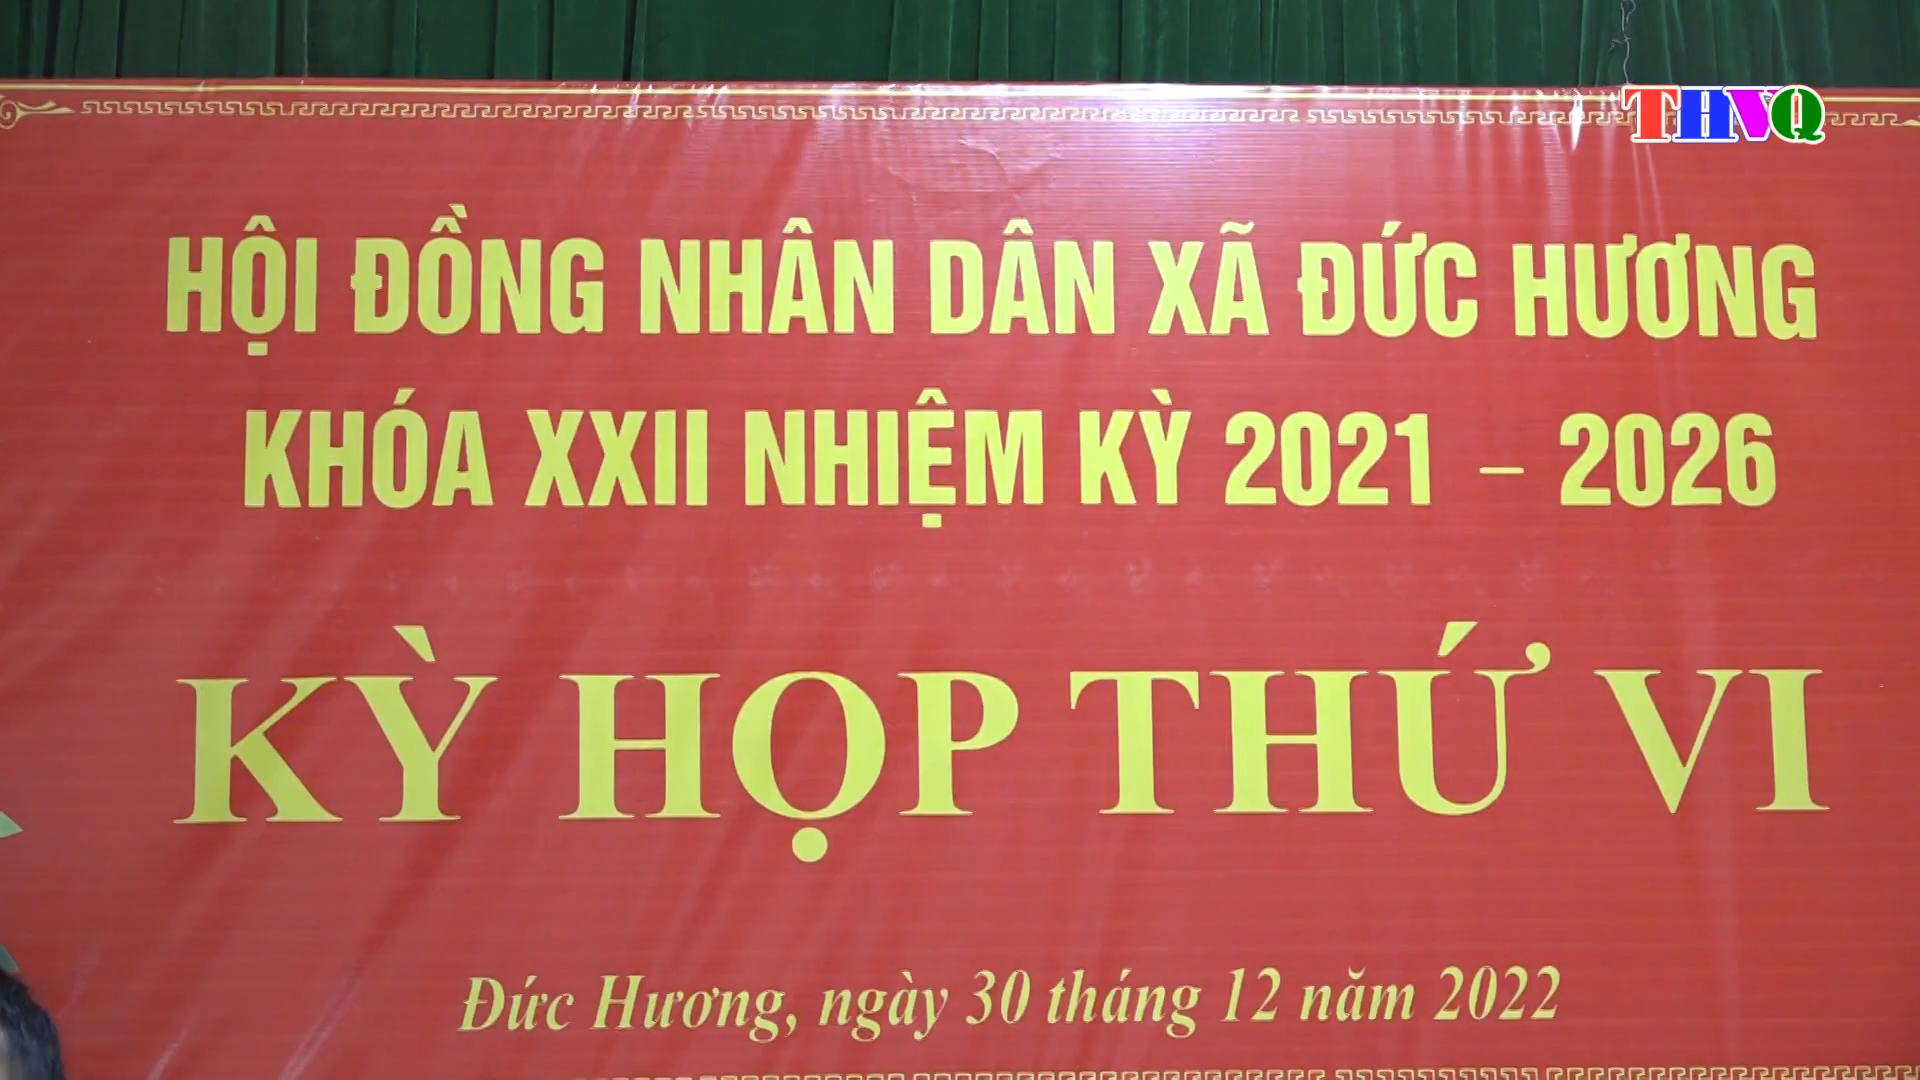 THVQ
HỘI ĐỒNG NHÂN DÂN XÃ ĐỨC HƯƠNG
KHÓA XXII NHIỆM KỲ 2021 – 2026
KỲ HỌP THỨ VI
Đức Hương, ngày 30 tháng 12 năm 2022